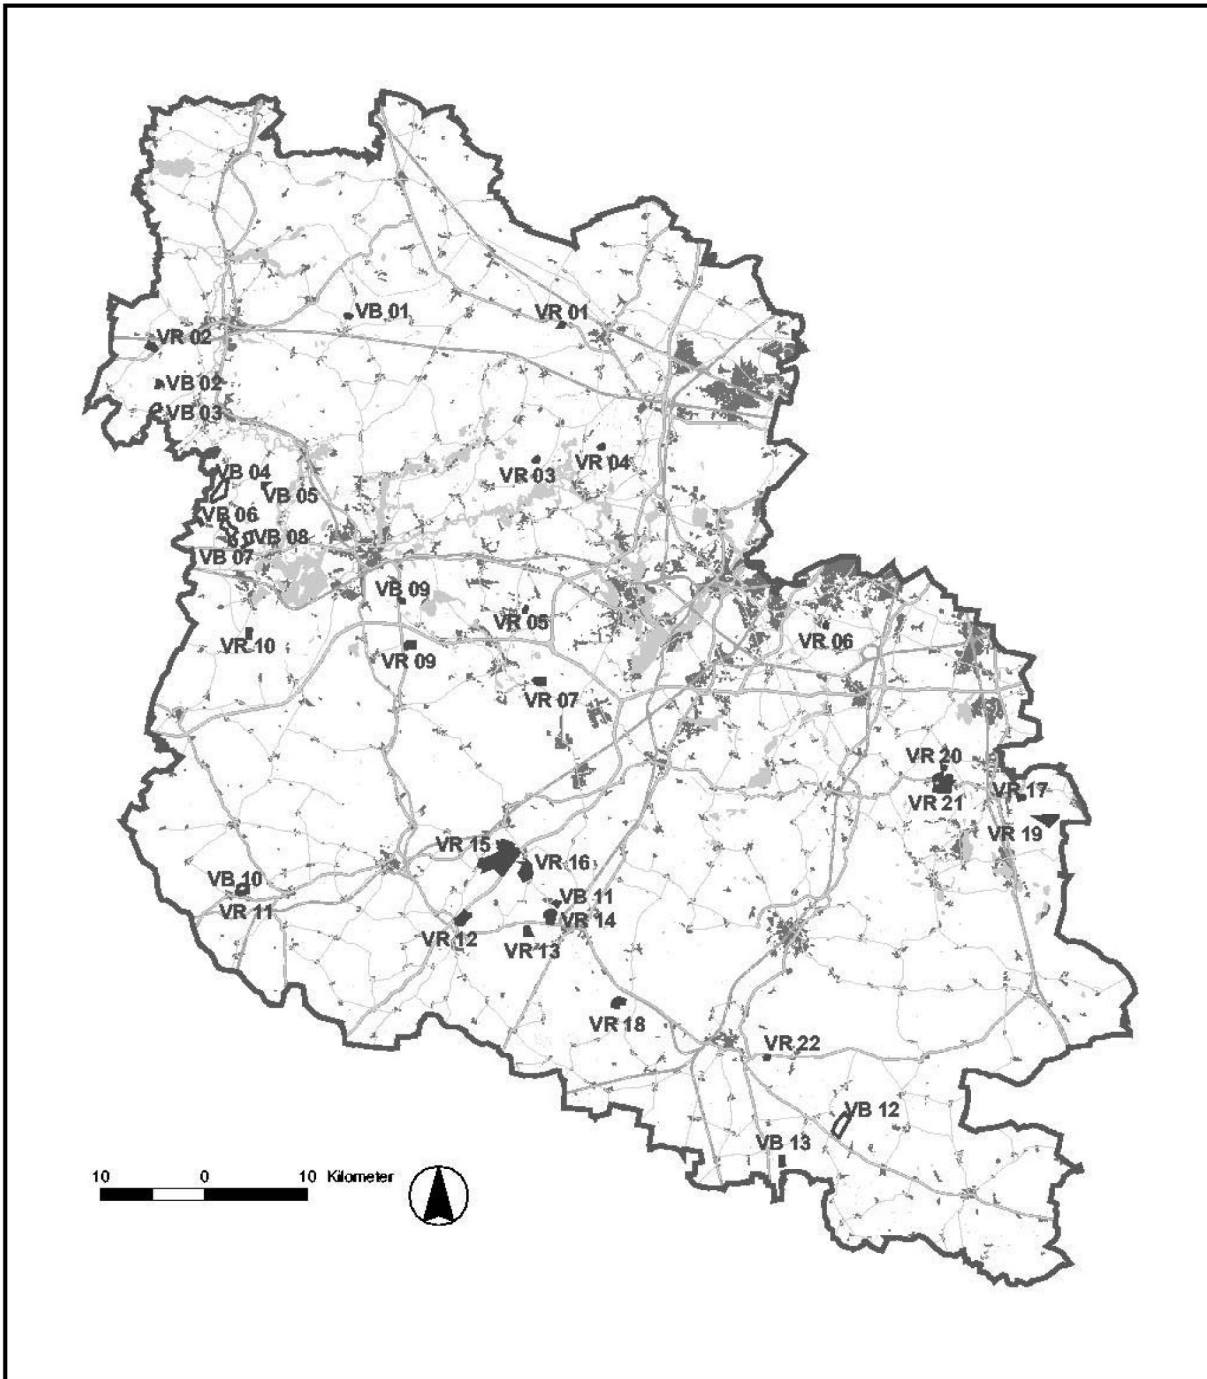 VB 01
VR 01
VR 02
VB 02
VB 03
VR 04
VR 03
VB 04
VB 05
VB 06
VB 08
VB 07
VB 09
VR 05
VR 06
VR 10
VR 09
VR 07
VR 20
VR 17
VR 21
VR 19
VR 15
VR 16
VB 10
VB 11
VR 11
VR 14
VR 12
VR 13
VR 18
VR 22
VB 12
VB 13
10 0 10 Kilometer